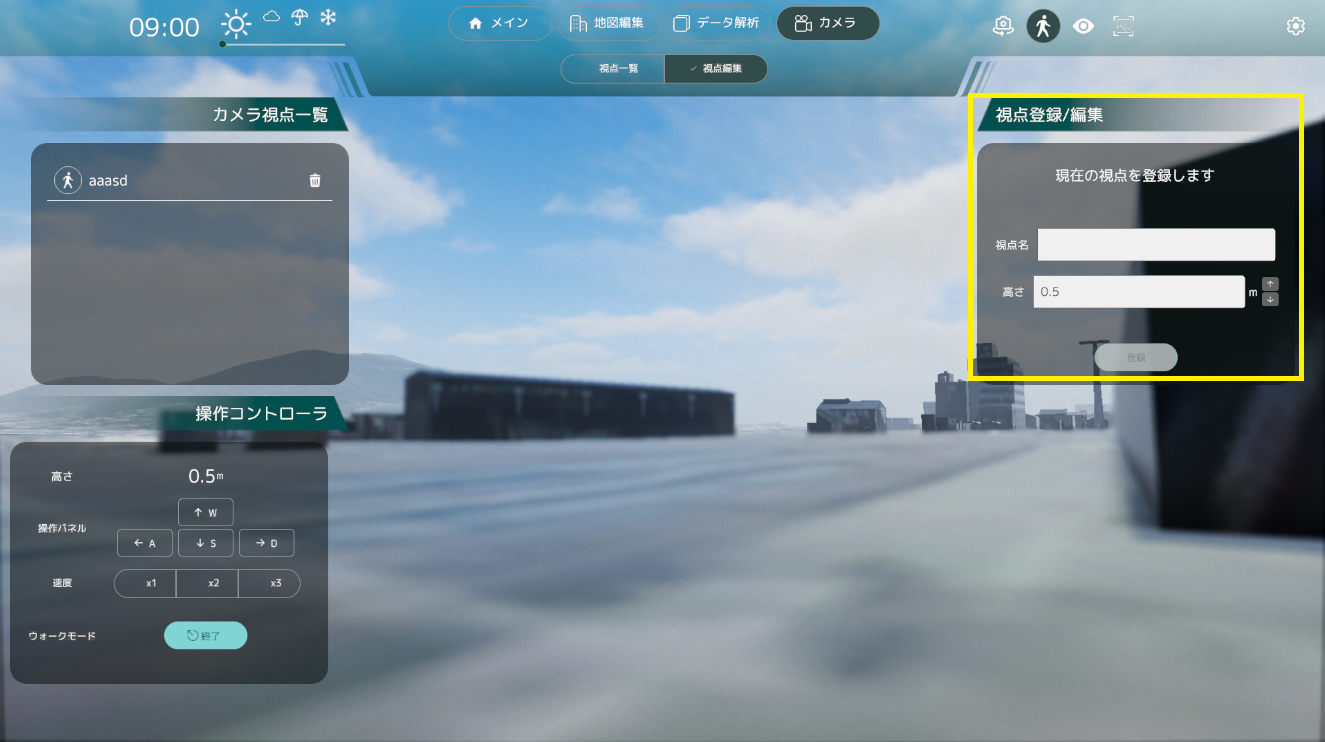 09:00
メイン
地図編集
データ解析
カメラ
視点一覧
視点編集
カメラ視点一覧
aaasd
操作コントローラ
高さ 0.5m
操作パネル
↑ W
← A
↓ S
→ D
速度 x1 x2 x3
ウォークモード 終了
視点登録/編集
現在の視点を登録します
視点名
高さ 0.5 m
登録